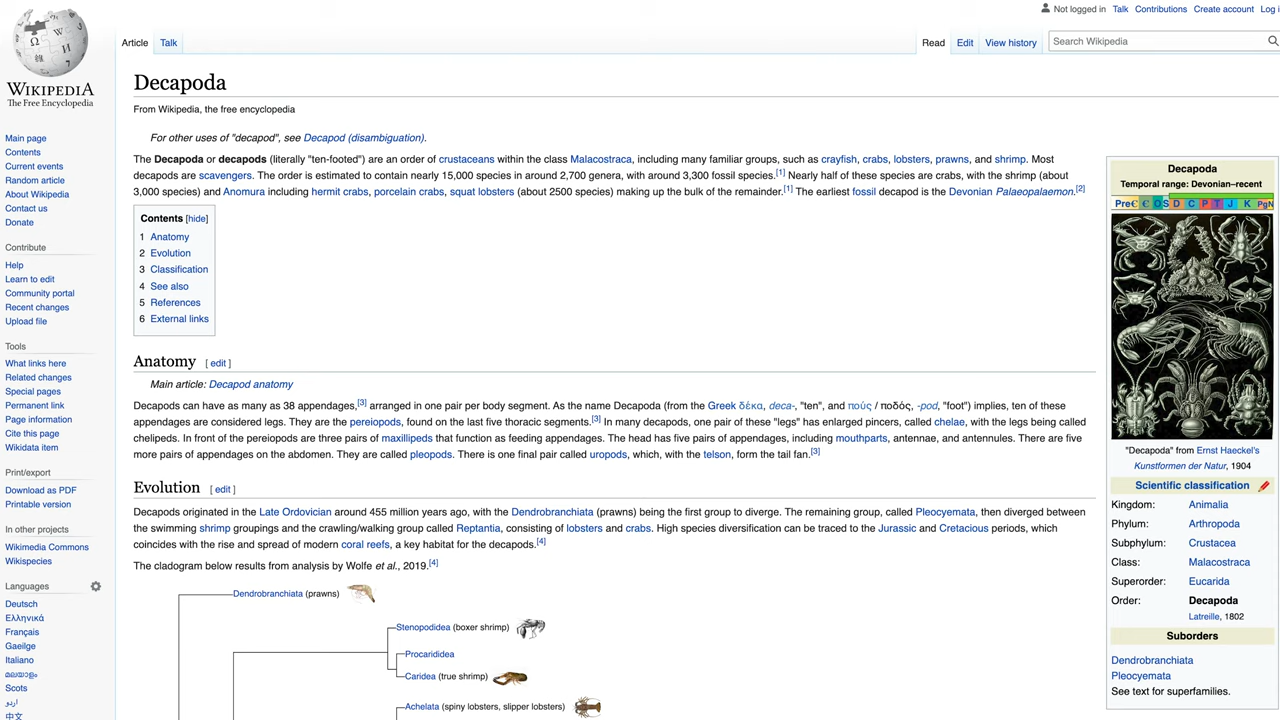 Not logged in Talk Contributions Create account Log i
Article Talk Read Edit View history Search Wikipedia
WIKIPEDIA
The Free Encyclopedia
Main page
Contents
Current events
Random article
About Wikipedia
Contact us
Donate
Contribute
Help
Learn to edit
Community portal
Recent changes
Upload file
Tools
What links here
Related changes
Special pages
Permanent link
Page information
Cite this page
Wikidata item
Print/export
Download as PDF
Printable version
In other projects
Wikimedia Commons
Wikispecies
Languages
Deutsch
Ελληνικά
Français
Gaeilge
Italiano
മലയാളം
Scots
اردو
中文
Decapoda
From Wikipedia, the free encyclopedia
For other uses of "decapod", see Decapod (disambiguation).
The Decapoda or decapods (literally "ten-footed") are an order of crustaceans within the class Malacostraca, including many familiar groups, such as crayfish, crabs, lobsters, prawns, and shrimp. Most
decapods are scavengers. The order is estimated to contain nearly 15,000 species in around 2,700 genera, with around 3,300 fossil species.[1] Nearly half of these species are crabs, with the shrimp (about
3,000 species) and Anomura including hermit crabs, porcelain crabs, squat lobsters (about 2500 species) making up the bulk of the remainder.[1] The earliest fossil decapod is the Devonian Palaeopalaemon.[2]
Contents [hide]
1 Anatomy
2 Evolution
3 Classification
4 See also
5 References
6 External links
Anatomy [ edit ]
Main article: Decapod anatomy
Decapods can have as many as 38 appendages,[3] arranged in one pair per body segment. As the name Decapoda (from the Greek δέκα, deca-, "ten", and πούς / ποδός, -pod, "foot") implies, ten of these
appendages are considered legs. They are the pereiopods, found on the last five thoracic segments.[3] In many decapods, one pair of these "legs" has enlarged pincers, called chelae, with the legs being called
chelipeds. In front of the pereiopods are three pairs of maxillipeds that function as feeding appendages. The head has five pairs of appendages, including mouthparts, antennae, and antennules. There are five
more pairs of appendages on the abdomen. They are called pleopods. There is one final pair called uropods, which, with the telson, form the tail fan.[3]
Evolution [ edit ]
Decapods originated in the Late Ordovician around 455 million years ago, with the Dendrobranchiata (prawns) being the first group to diverge. The remaining group, called Pleocyemata, then diverged between
the swimming shrimp groupings and the crawling/walking group called Reptantia, consisting of lobsters and crabs. High species diversification can be traced to the Jurassic and Cretacious periods, which
coincides with the rise and spread of modern coral reefs, a key habitat for the decapods.[4]
The cladogram below results from analysis by Wolfe et al., 2019.[4]
Dendrobranchiata (prawns)
Stenopodidea (boxer shrimp)
Procarididea
Caridea (true shrimp)
Achelata (spiny lobsters, slipper lobsters)
Decapoda
Temporal range: Devonian–recent
PreꞒ Ꞓ O S D C P T J K PgN
"Decapoda" from Ernst Haeckel's
Kunstformen der Natur, 1904
Scientific classification
Kingdom: Animalia
Phylum: Arthropoda
Subphylum: Crustacea
Class: Malacostraca
Superorder: Eucarida
Order: Decapoda
Latreille, 1802
Suborders
Dendrobranchiata
Pleocyemata
See text for superfamilies.